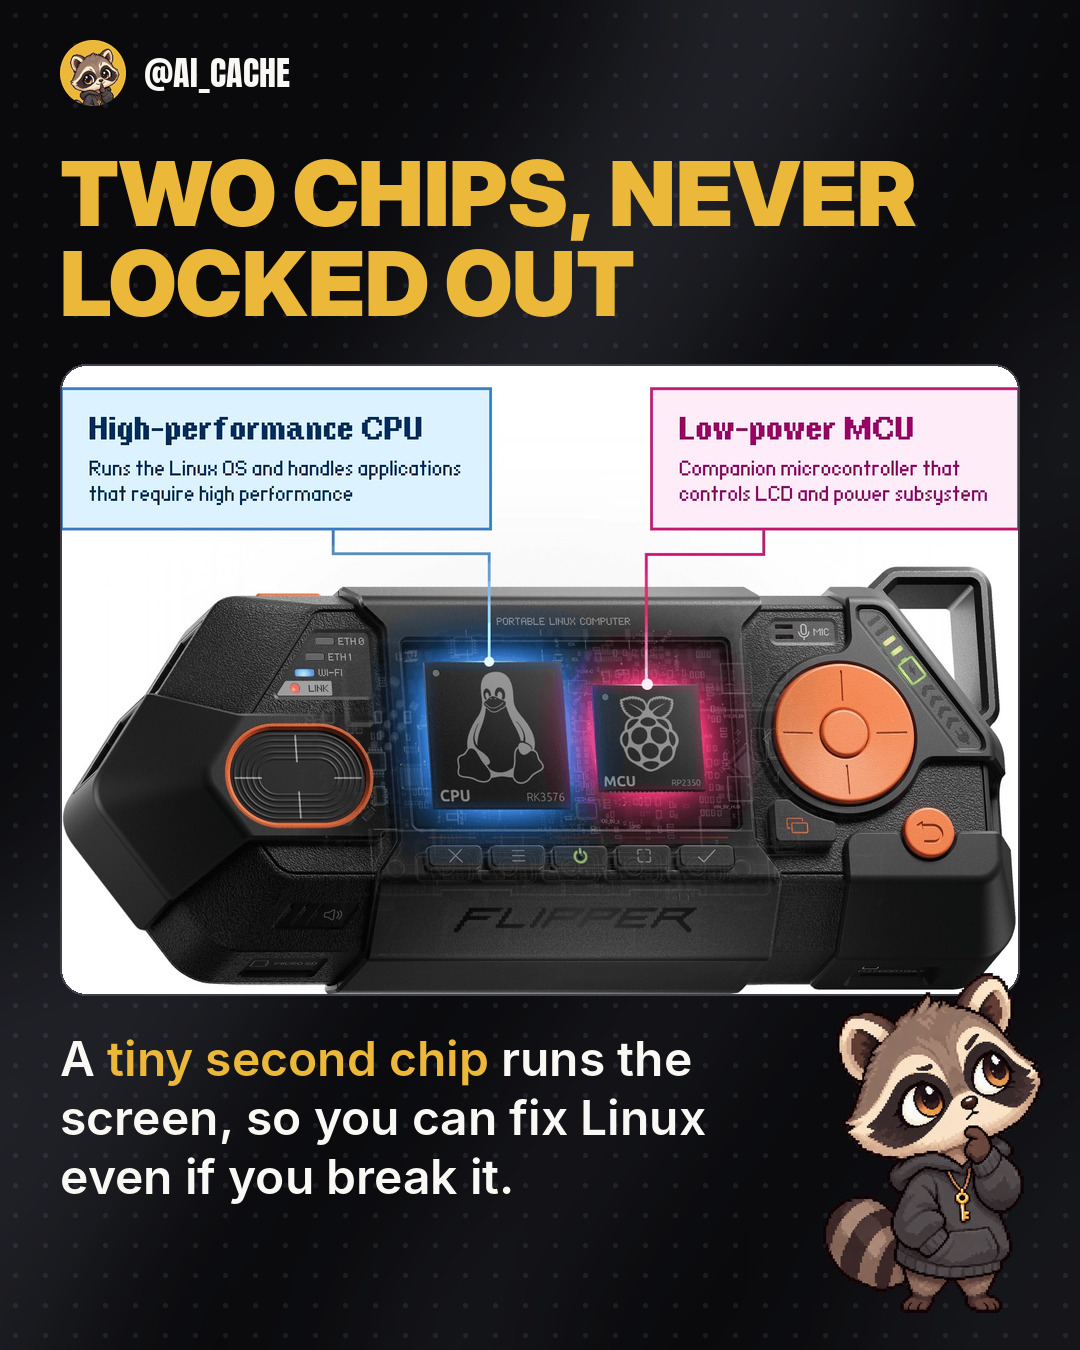 @AI_CACHE
TWO CHIPS, NEVER
LOCKED OUT
High-performance CPU
Runs the Linux OS and handles applications
that require high performance
Low-power MCU
Companion microcontroller that
controls LCD and power subsystem
PORTABLE LINUX COMPUTER
ETH 0
ETH 1
WI-FI
LINK
MIC
CPU
RK3576
MCU
RP2350
FLIPPER
A tiny second chip runs the
screen, so you can fix Linux
even if you break it.